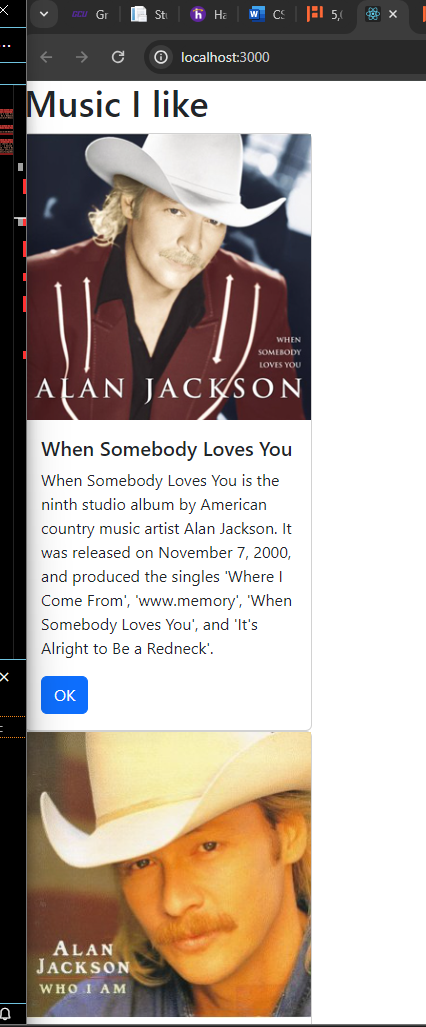 Gr
St
Ha
CS
5,(
localhost:3000
Music I like
WHEN
SOMEBODY
LOVES YOU
ALAN JACKSON
When Somebody Loves You
When Somebody Loves You is the
ninth studio album by American
country music artist Alan Jackson. It
was released on November 7, 2000,
and produced the singles 'Where I
Come From', 'www.memory', 'When
Somebody Loves You', and 'It's
Alright to Be a Redneck'.
OK
ALAN
JACKSON
WHO I AM